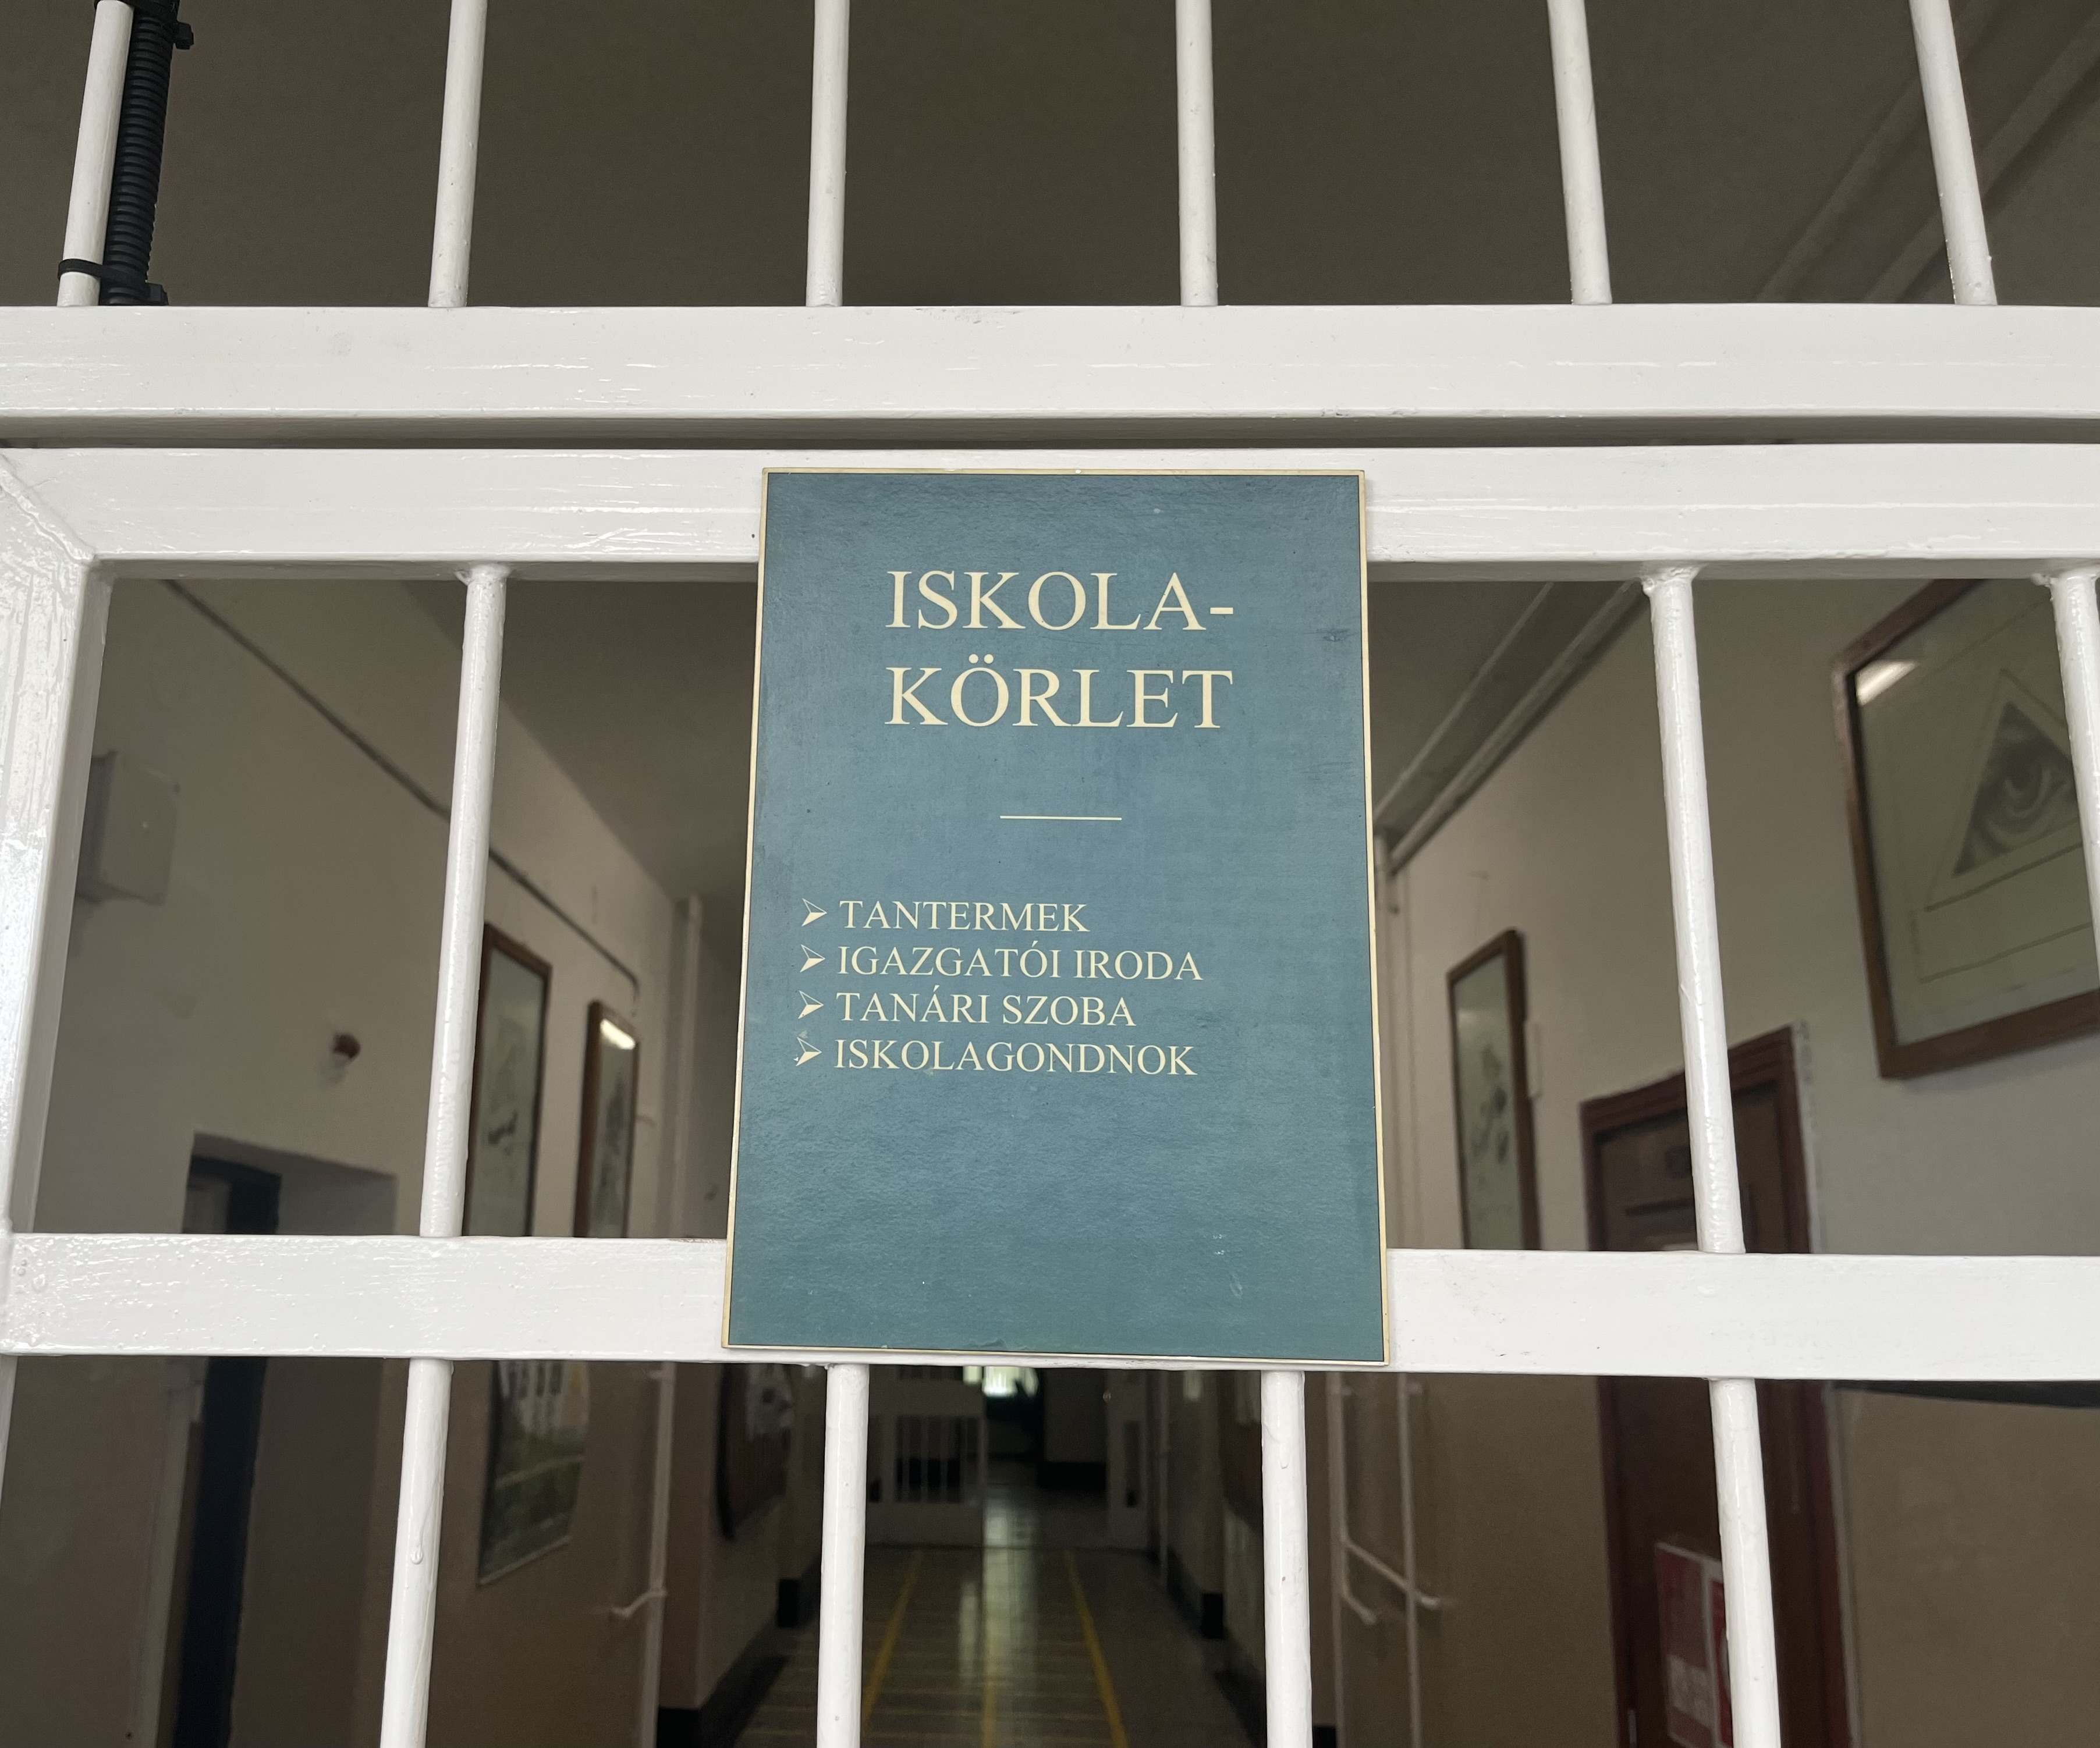 ISKOLA-
KÖRLET
➢ TANTERMEK
➢ IGAZGATÓI IRODA
➢ TANÁRI SZOBA
➢ ISKOLAGONDNOK